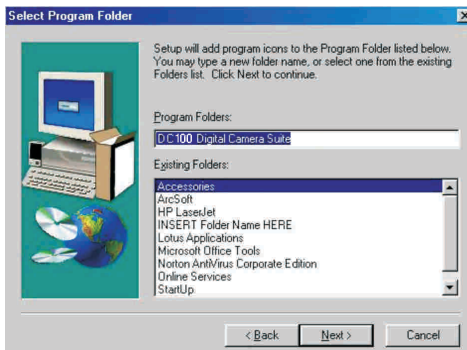 Select Program Folder
Setup will add program icons to the Program Folder listed below.
You may type a new folder name, or select one from the existing
Folders list. Click Next to continue.
Program Folders:
DC100 Digital Camera Suite
Existing Folders:
Accessories
ArcSoft
HP LaserJet
INSERT Folder Name HERE
Lotus Applications
Microsoft Office Tools
Norton AntiVirus Corporate Edition
Online Services
StartUp
< Back
Next >
Cancel